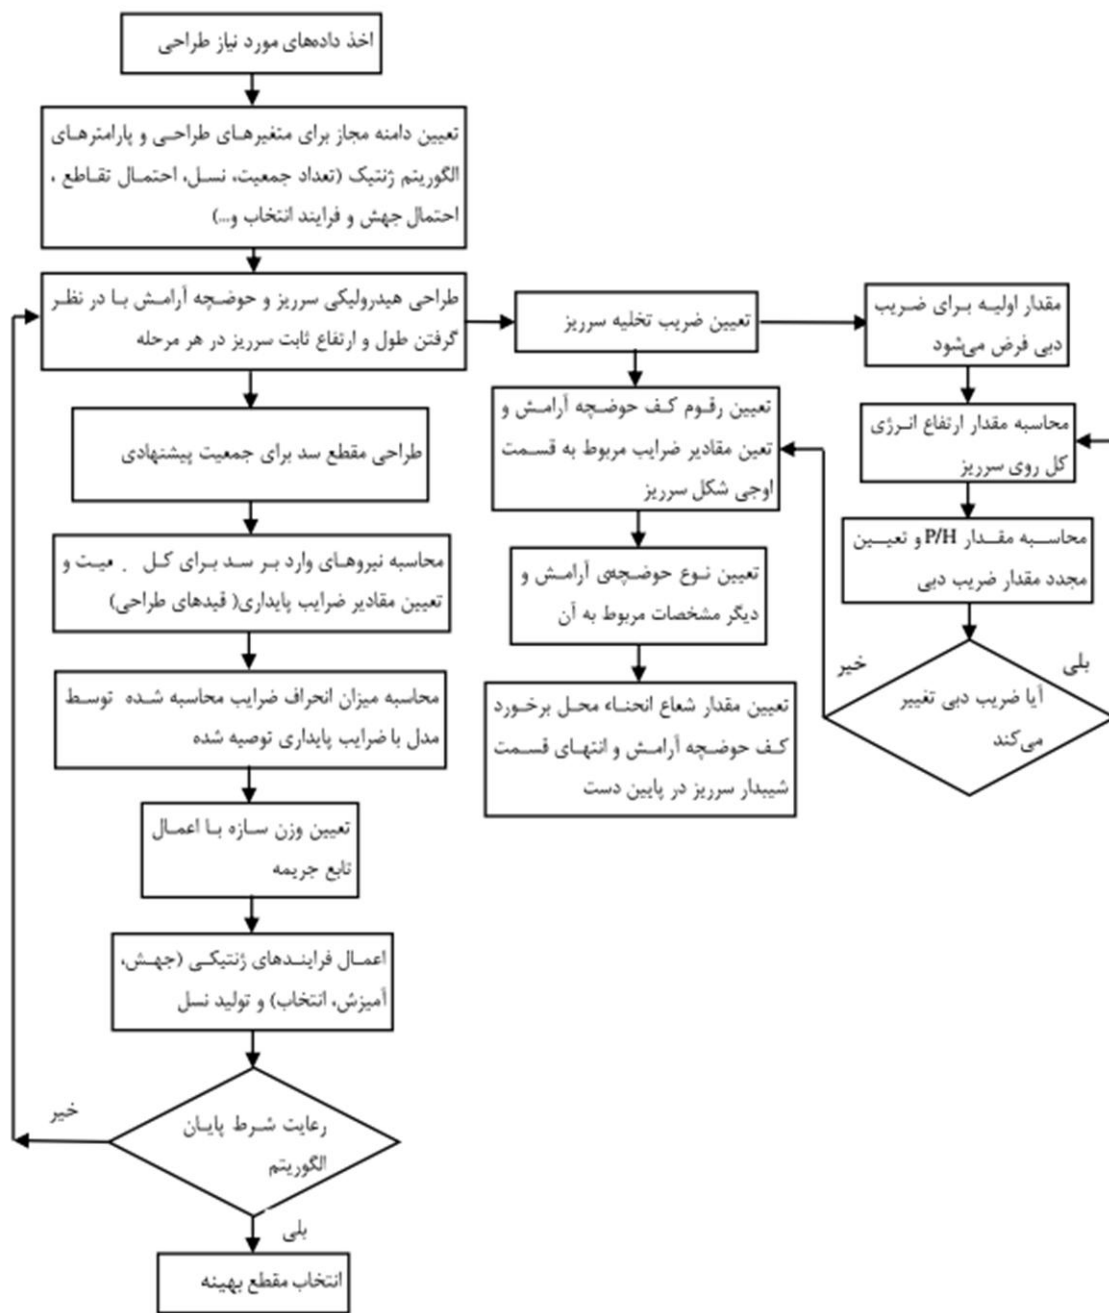 اخذ داده‌های مورد نیاز طراحی
تعیین دامنه مجاز برای متغیرهای طراحی و پارامترهای
الگوریتم ژنتیک (تعداد جمعیت، نسل، احتمال تقاطع ،
احتمال جهش و فرایند انتخاب و...)
طراحی هیدرولیکی سرریز و حوضچه آرامش با در نظر
گرفتن طول و ارتفاع ثابت سرریز در هر مرحله
طراحی مقطع سد برای جمعیت پیشنهادی
محاسبه نیروهای وارد بر سد برای کل عیت و
تعیین مقادیر ضرایب پایداری( قیدهای طراحی)
محاسبه میزان انحراف ضرایب محاسبه شده توسط
مدل با ضرایب پایداری توصیه شده
تعیین وزن سازه با اعمال
تابع جریمه
اعمال فرایندهای ژنتیکی (جهش،
آمیزش، انتخاب) و تولید نسل
رعایت شرط پایان
الگوریتم
خیر
بلی
انتخاب مقطع بهینه
تعیین ضریب تخلیه سرریز
تعیین رقوم کف حوضچه آرامش و
تعین مقادیر ضرایب مربوط به قسمت
اوجی شکل سرریز
تعیین نوع حوضچه‌ی آرامش و
دیگر مشخصات مربوط به آن
تعیین مقدار شعاع انحناء محل برخورد
کف حوضچه آرامش و انتهای قسمت
شیبدار سرریز در پایین دست
مقدار اولیه برای ضریب
دبی فرض می‌شود
محاسبه مقدار ارتفاع انرژی
کل روی سرریز
محاسبه مقدار P/H و تعیین
مجدد مقدار ضریب دبی
آیا ضریب دبی تغییر
می‌کند
خیر
بلی